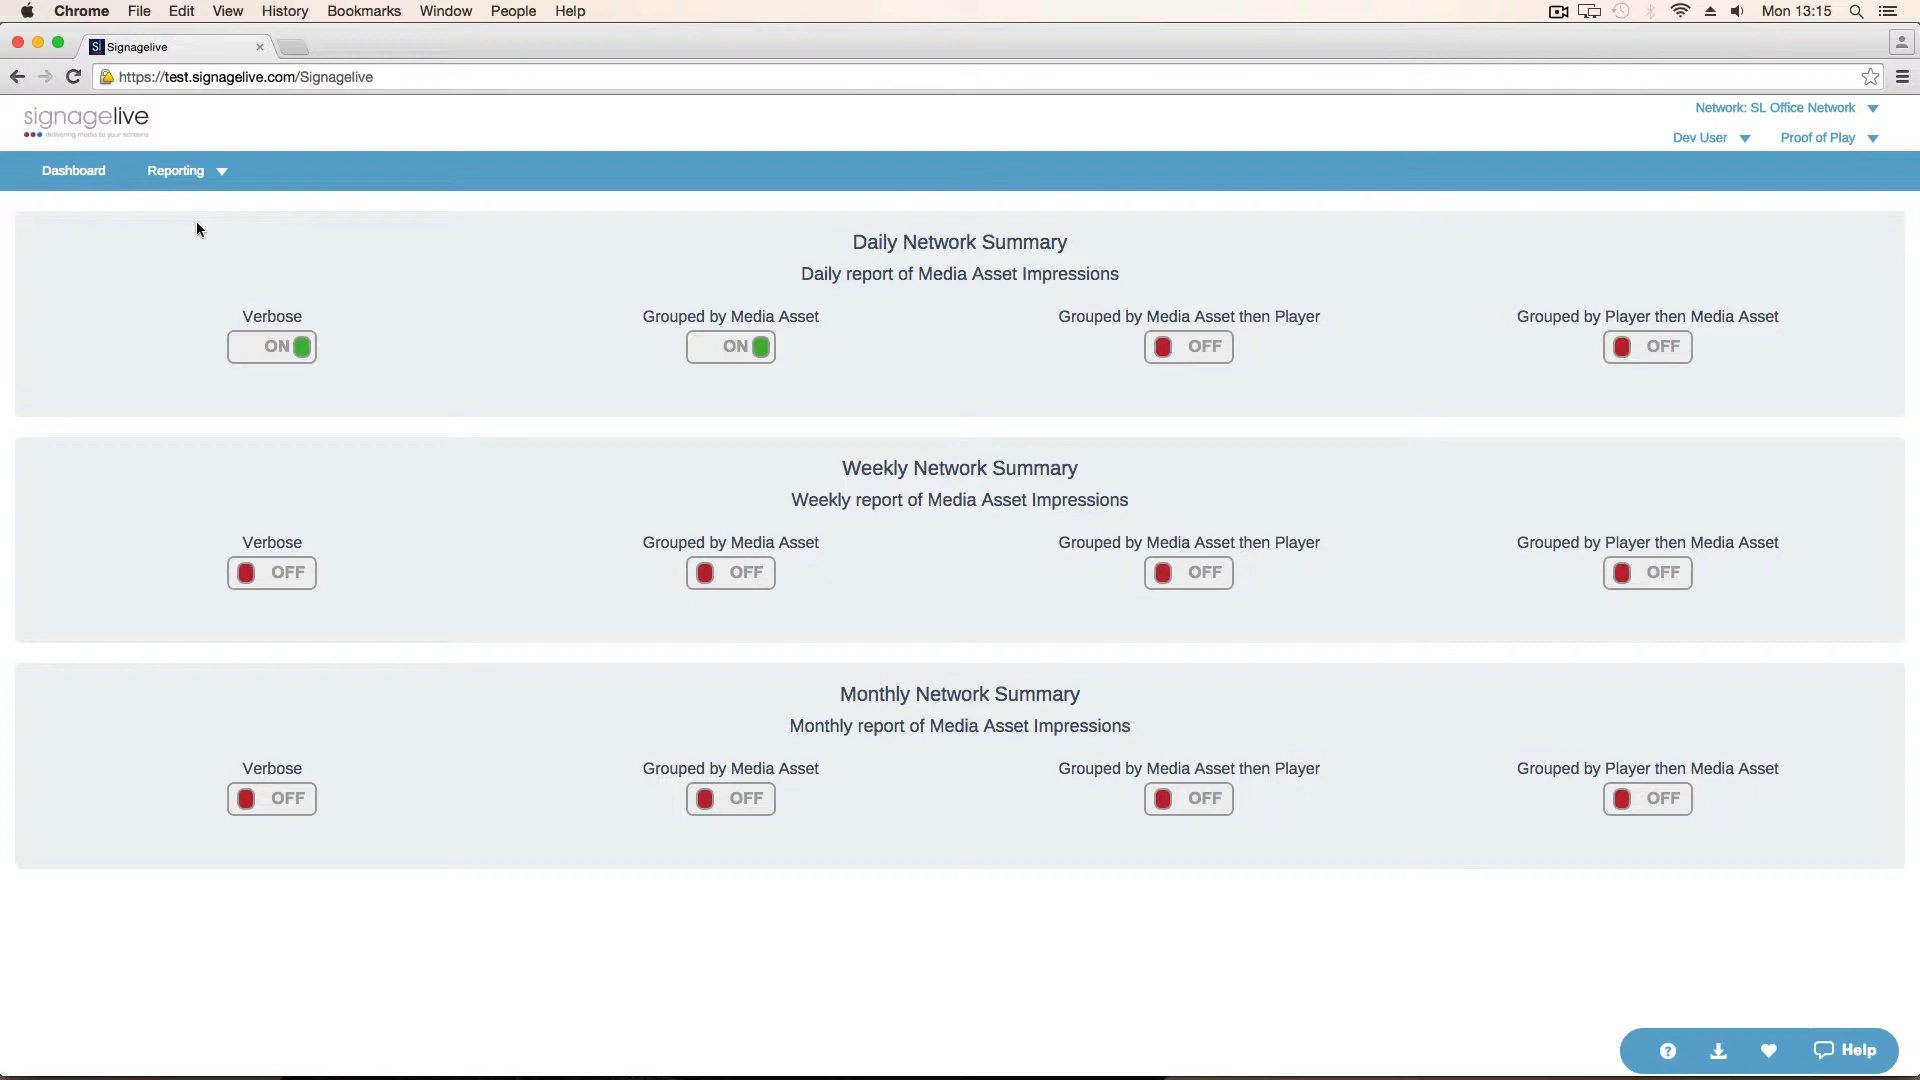 Chrome File Edit View History Bookmarks Window People Help Mon 13:15
Signagelive
https://test.signagelive.com/Signagelive
signagelive
delivering media to your screens
Network: SL Office Network
Dev User Proof of Play
Dashboard Reporting
Daily Network Summary
Daily report of Media Asset Impressions
Verbose Grouped by Media Asset Grouped by Media Asset then Player Grouped by Player then Media Asset
ON ON OFF OFF
Weekly Network Summary
Weekly report of Media Asset Impressions
Verbose Grouped by Media Asset Grouped by Media Asset then Player Grouped by Player then Media Asset
OFF OFF OFF OFF
Monthly Network Summary
Monthly report of Media Asset Impressions
Verbose Grouped by Media Asset Grouped by Media Asset then Player Grouped by Player then Media Asset
OFF OFF OFF OFF
Help